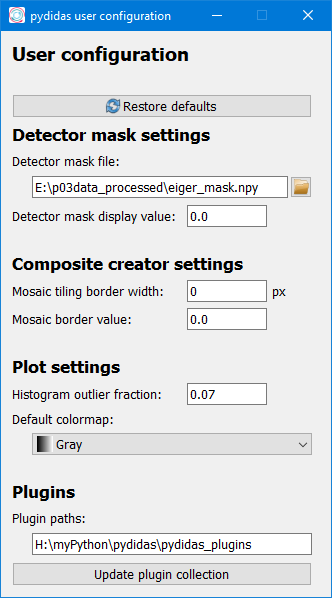 pydidas user configuration
User configuration
Restore defaults
Detector mask settings
Detector mask file:
E:\p03data_processed\eiger_mask.npy
Detector mask display value: 0.0
Composite creator settings
Mosaic tiling border width: 0 px
Mosaic border value: 0.0
Plot settings
Histogram outlier fraction: 0.07
Default colormap:
Gray
Plugins
Plugin paths:
H:\myPython\pydidas\pydidas_plugins
Update plugin collection